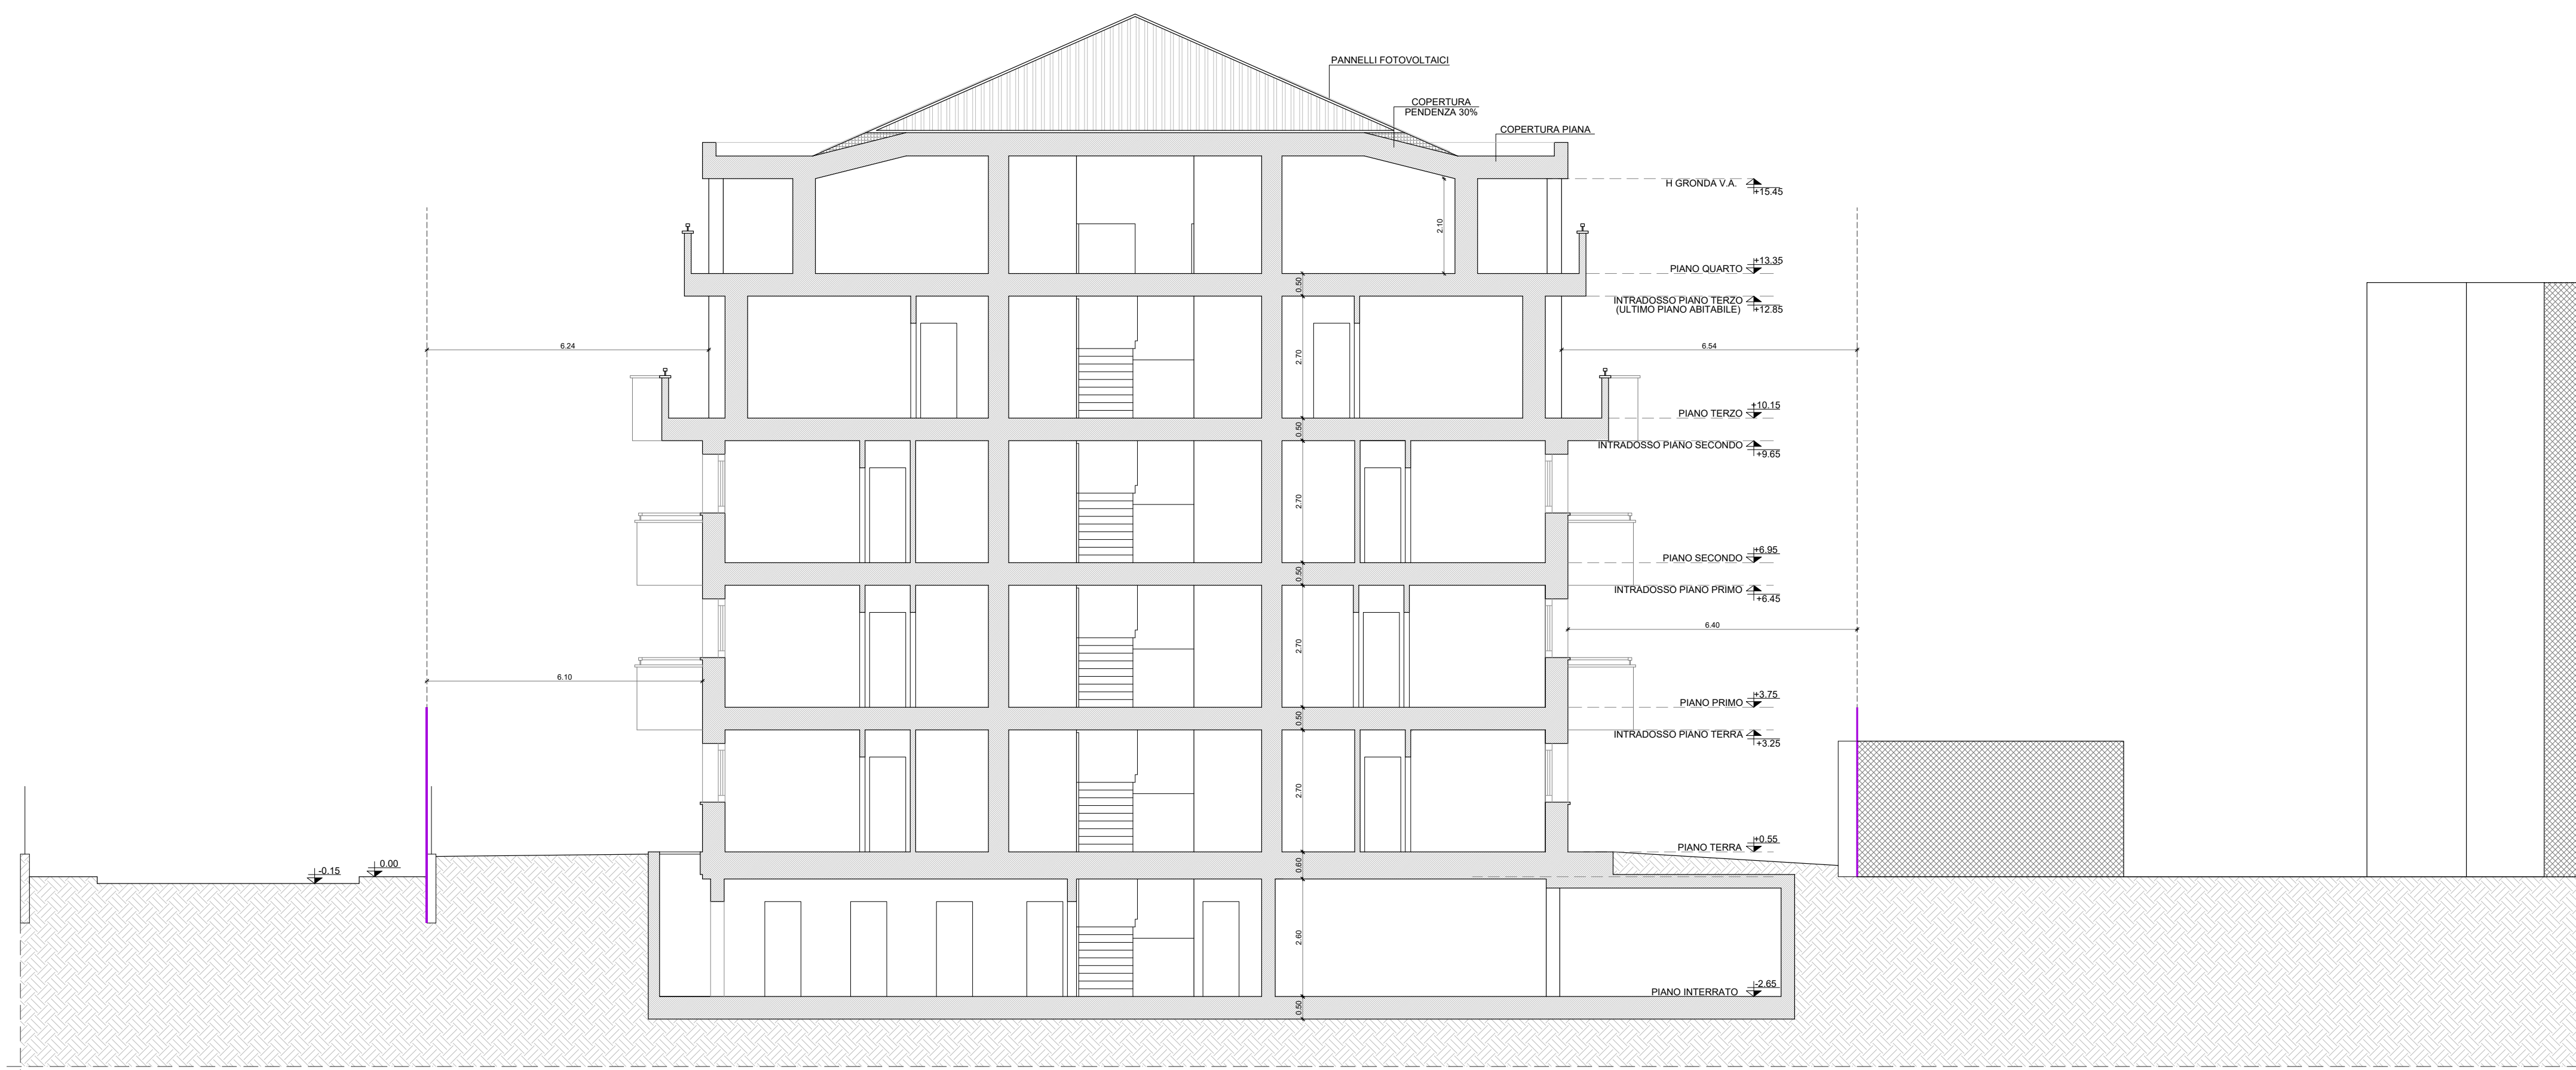 PANNELLI FOTOVOLTAICI
COPERTURA
PENDENZA 30%
COPERTURA PIANA
H GRONDA V.A.
+15.45
2.10
+13.35
PIANO QUARTO
0.50
INTRADOSSO PIANO TERZO
(ULTIMO PIANO ABITABILE)
+12.85
6.24
2.70
6.54
+10.15
PIANO TERZO
0.50
INTRADOSSO PIANO SECONDO
+9.65
2.70
+6.95
PIANO SECONDO
0.50
INTRADOSSO PIANO PRIMO
+6.45
6.40
2.70
6.10
+3.75
PIANO PRIMO
0.50
INTRADOSSO PIANO TERRA
+3.25
2.70
+0.55
PIANO TERRA
-0.15
0.00
0.60
2.60
-2.65
PIANO INTERRATO
0.50